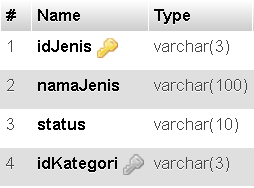 # Name Type
1 idJenis varchar(3)
2 namaJenis varchar(100)
3 status varchar(10)
4 idKategori varchar(3)